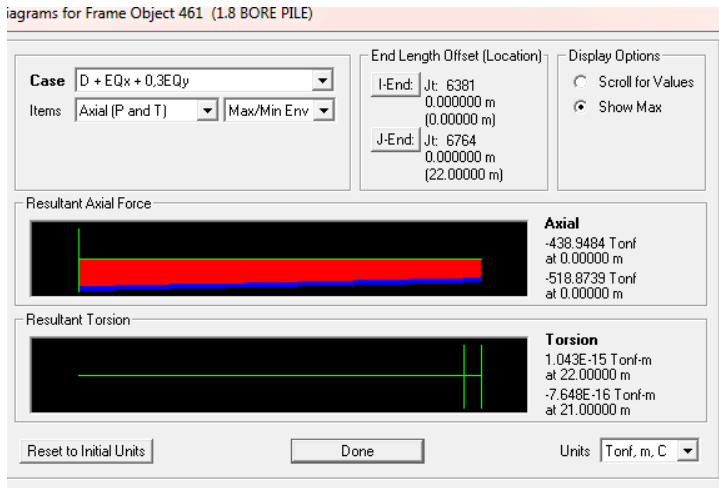 iagrams for Frame Object 461 (1.8 BORE PILE)
End Length Offset (Location)
Display Options
Case D + EQx + 0,3EQy
Items Axial (P and T) Max/Min Env
I-End: Jt: 6381
0.000000 m
(0.00000 m)
J-End: Jt: 6764
0.000000 m
(22.00000 m)
Scroll for Values
Show Max
Resultant Axial Force
Axial
-438.9484 Tonf
at 0.00000 m
-518.8739 Tonf
at 0.00000 m
Resultant Torsion
Torsion
1.043E-15 Tonf-m
at 22.00000 m
-7.648E-16 Tonf-m
at 21.00000 m
Reset to Initial Units
Done
Units Tonf, m, C